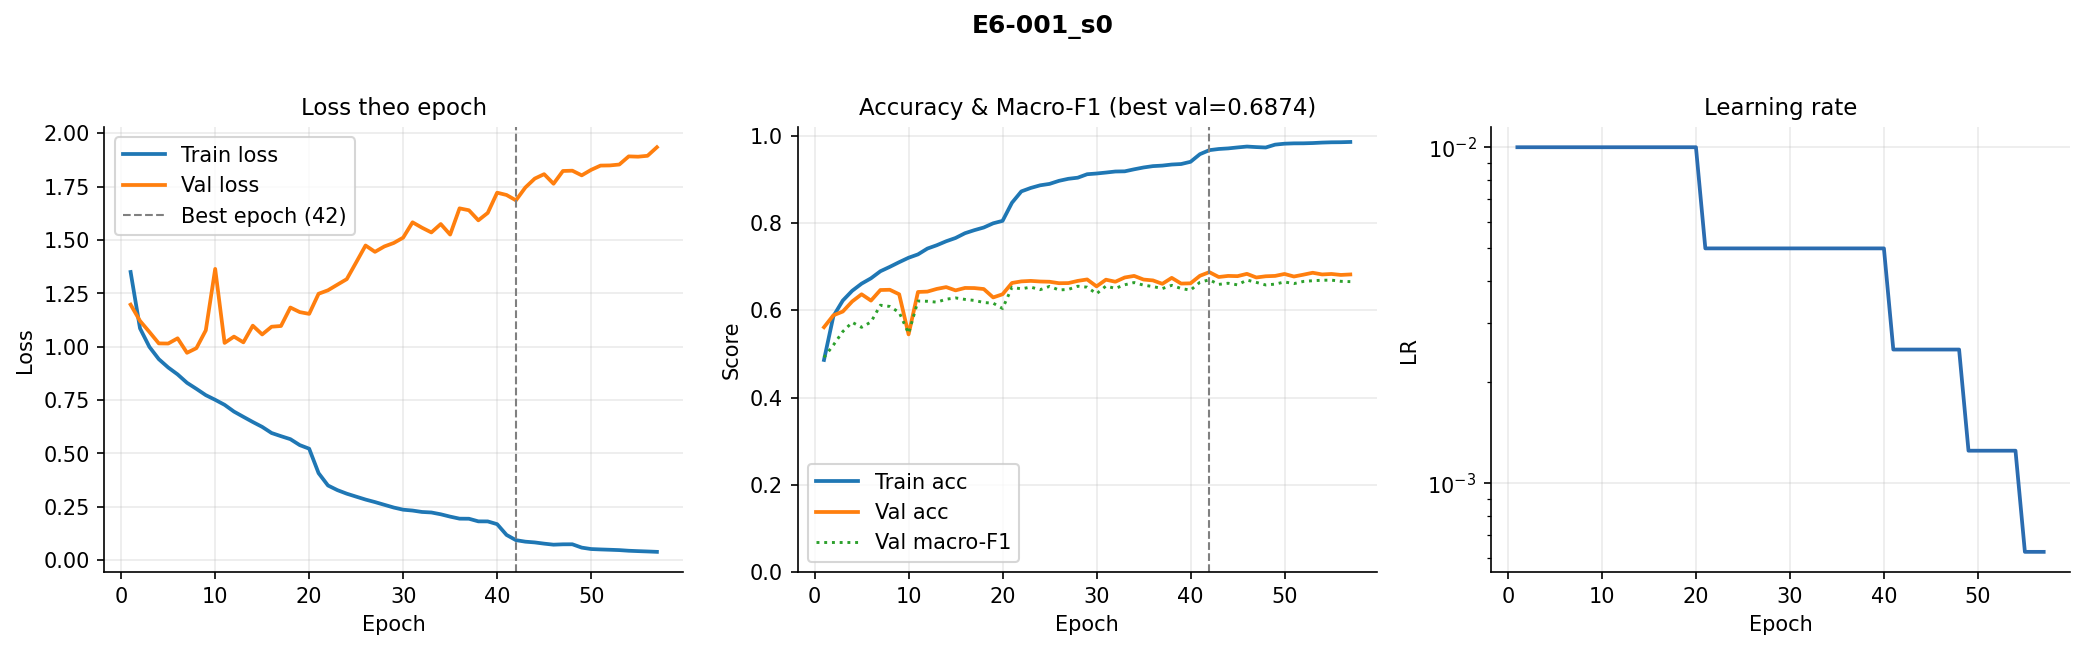 E6-001_s0
Loss theo epoch
2.00
1.75
1.50
1.25
1.00
0.75
0.50
0.25
0.00
Loss
Train loss
Val loss
Best epoch (42)
0 10 20 30 40 50
Epoch
Accuracy & Macro-F1 (best val=0.6874)
1.0
0.8
0.6
0.4
0.2
0.0
Score
Train acc
Val acc
Val macro-F1
0 10 20 30 40 50
Epoch
Learning rate
10⁻²
10⁻³
LR
0 10 20 30 40 50
Epoch